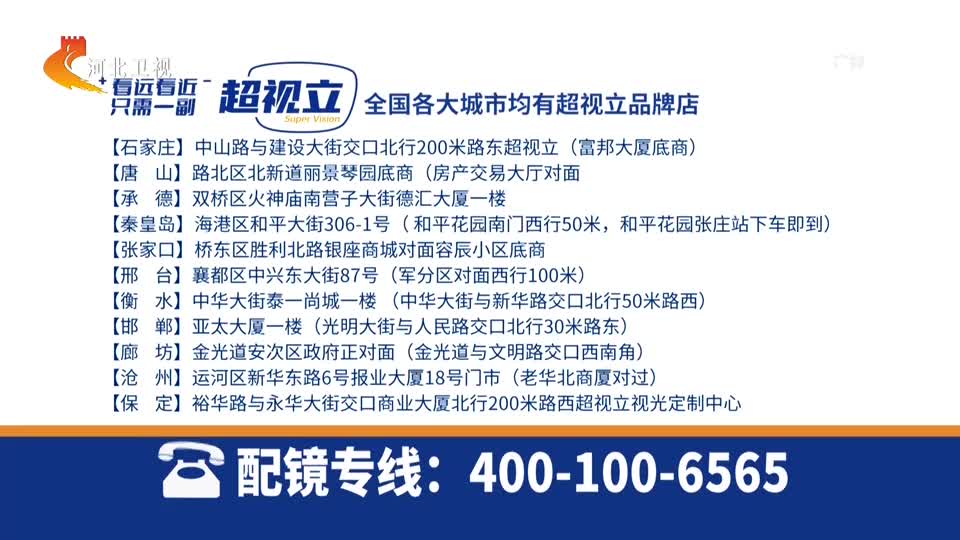 河北卫视
广告
看远看近
只需一副
超视立
Super Vision
全国各大城市均有超视立品牌店
【石家庄】中山路与建设大街交口北行200米路东超视立（富邦大厦底商）
【唐　山】路北区北新道丽景琴园底商（房产交易大厅对面
【承　德】双桥区火神庙南营子大街德汇大厦一楼
【秦皇岛】海港区和平大街306-1号（ 和平花园南门西行50米，和平花园张庄站下车即到）
【张家口】桥东区胜利北路银座商城对面容辰小区底商
【邢　台】襄都区中兴东大街87号（军分区对面西行100米）
【衡　水】中华大街泰一尚城一楼 （中华大街与新华路交口北行50米路西）
【邯　郸】亚太大厦一楼（光明大街与人民路交口北行30米路东）
【廊　坊】金光道安次区政府正对面（金光道与文明路交口西南角）
【沧　州】运河区新华东路6号报业大厦18号门市（老华北商厦对过）
【保　定】裕华路与永华大街交口商业大厦北行200米路西超视立视光定制中心
配镜专线：400-100-6565